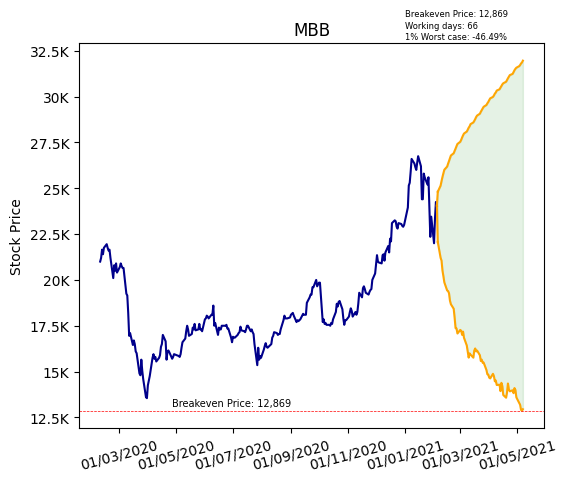 Breakeven Price: 12,869
Working days: 66
1% Worst case: -46.49%
MBB
Stock Price
32.5K
30K
27.5K
25K
22.5K
20K
17.5K
15K
12.5K
Breakeven Price: 12,869
01/03/2020
01/05/2020
01/07/2020
01/09/2020
01/11/2020
01/01/2021
01/03/2021
01/05/2021